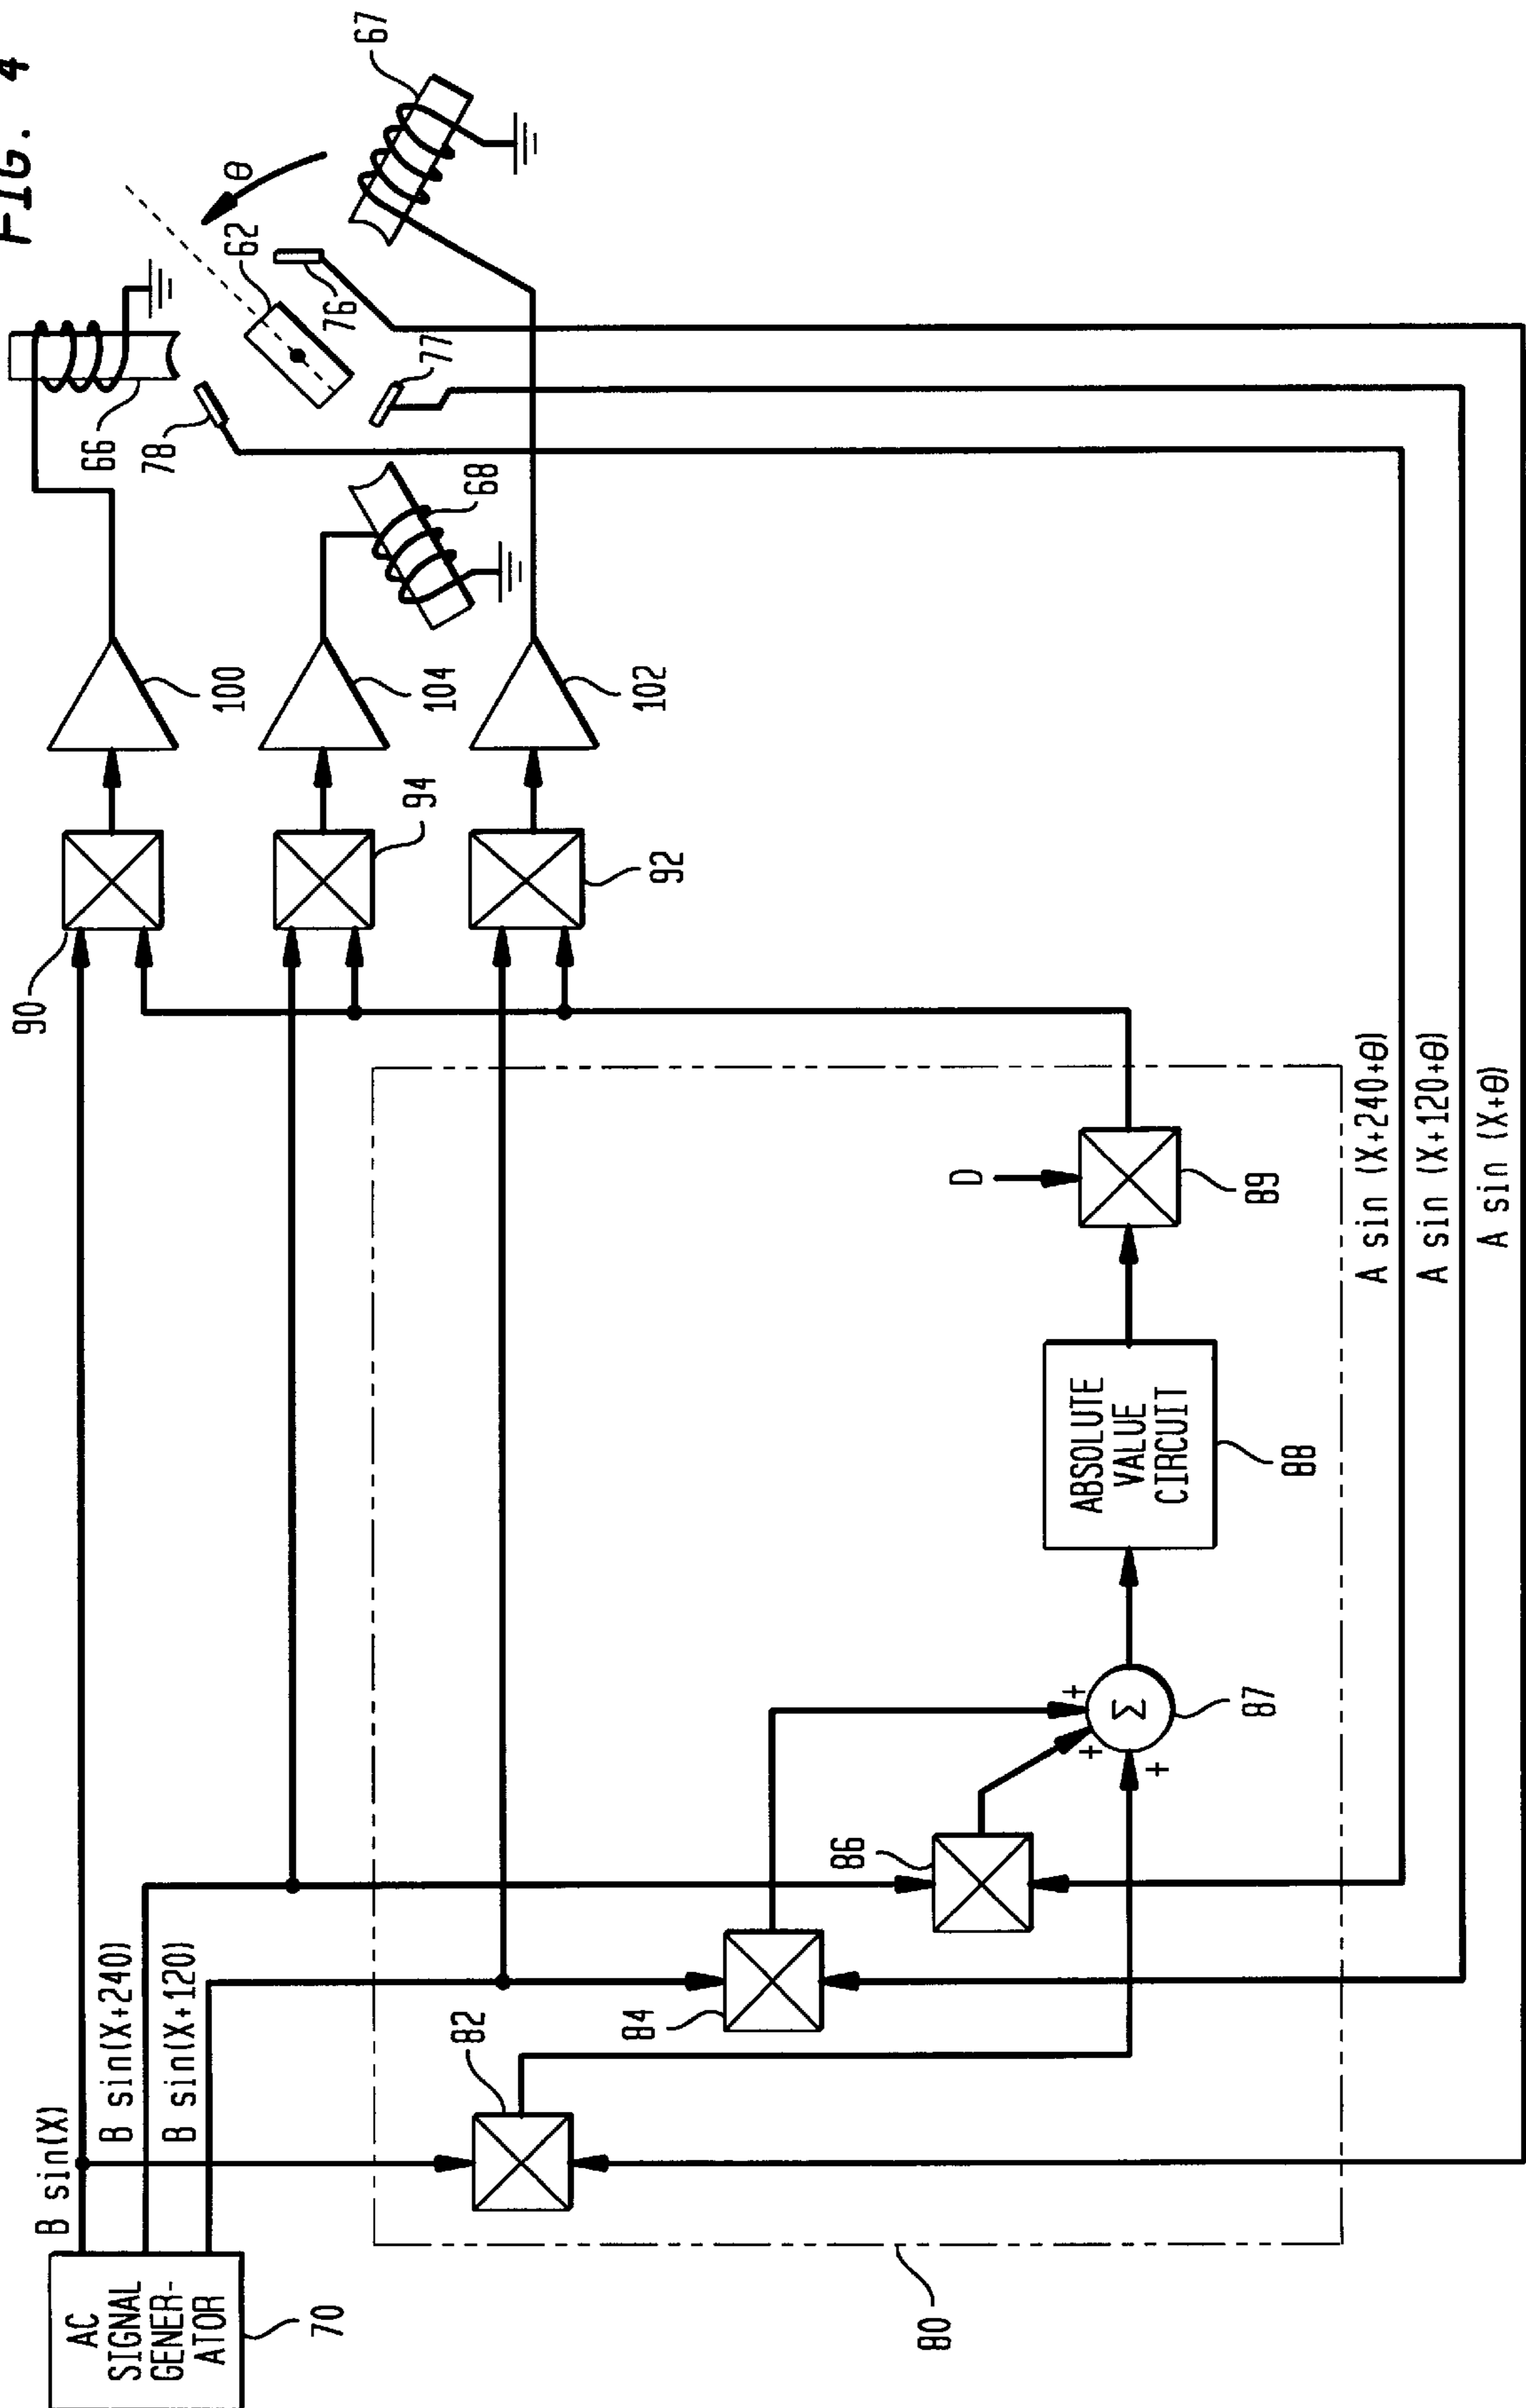 FIG. 4
AC
SIGNAL
GENER-
ATOR
70
B sin(X)
B sin(X+240)
B sin(X+120)
80
82
84
86
Σ
+
+
+
87
ABSOLUTE
VALUE
CIRCUIT
88
D
89
90
94
92
100
104
102
66
78
68
77
76
62
θ
67
A sin (X+240+θ)
A sin (X+120+θ)
A sin (X+θ)